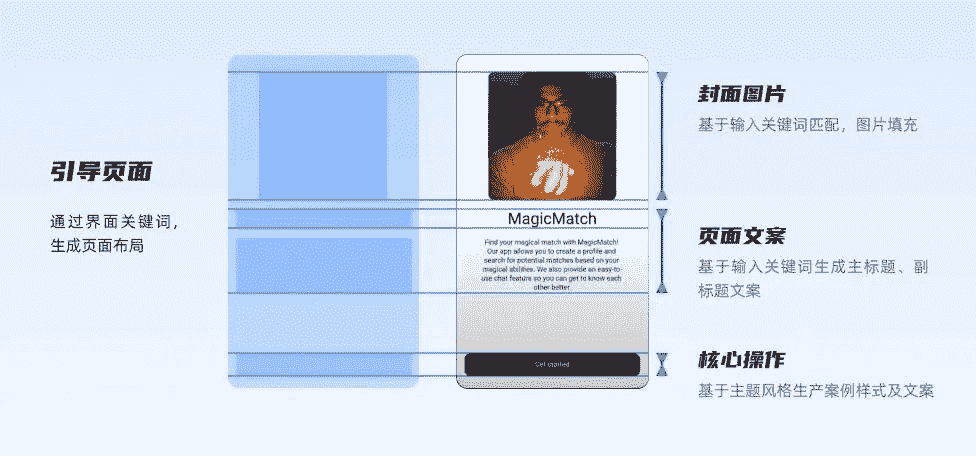 引导页面
通过界面关键词，
生成页面布局
MagicMatch
Find your magical match with MagicMatch!
Our app allows you to create a profile and
search for potential matches based on your
magical abilities. We also provide an easy-to-
use chat feature so you can get to know each
other better.
Get started
封面图片
基于输入关键词匹配，图片填充
页面文案
基于输入关键词生成主标题、副
标题文案
核心操作
基于主题风格生产案例样式及文案